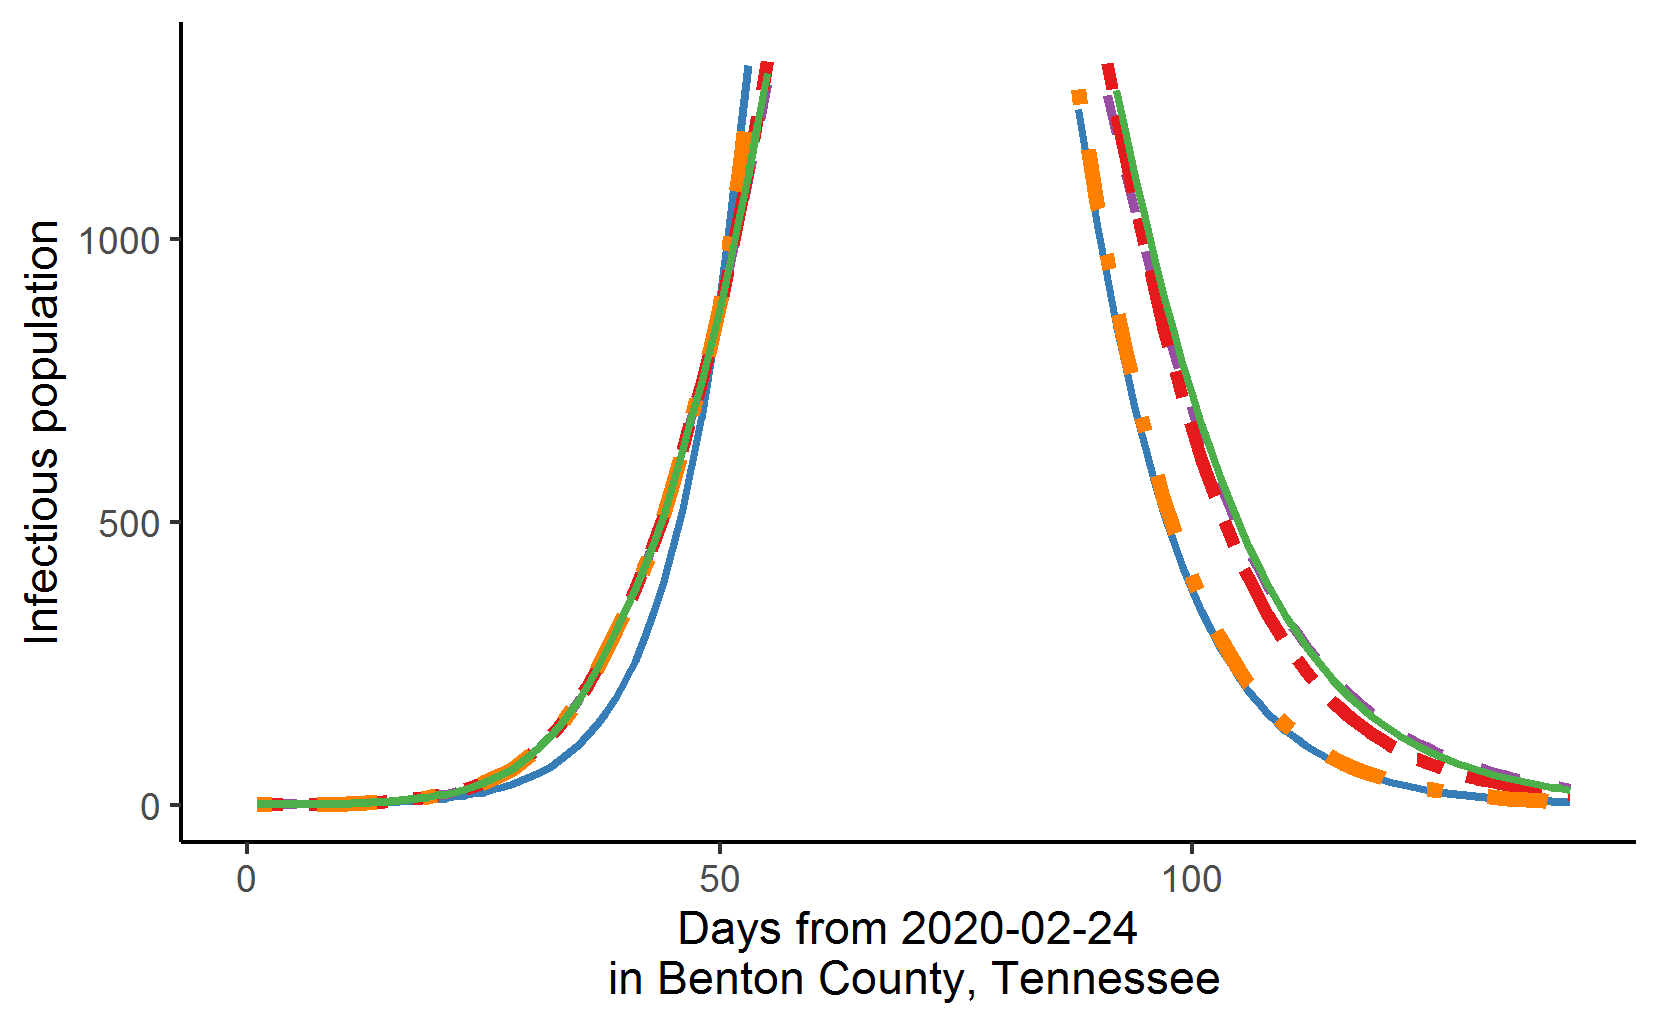 Infectious population
1000
500
0
0 50 100
Days from 2020-02-24
in Benton County, Tennessee